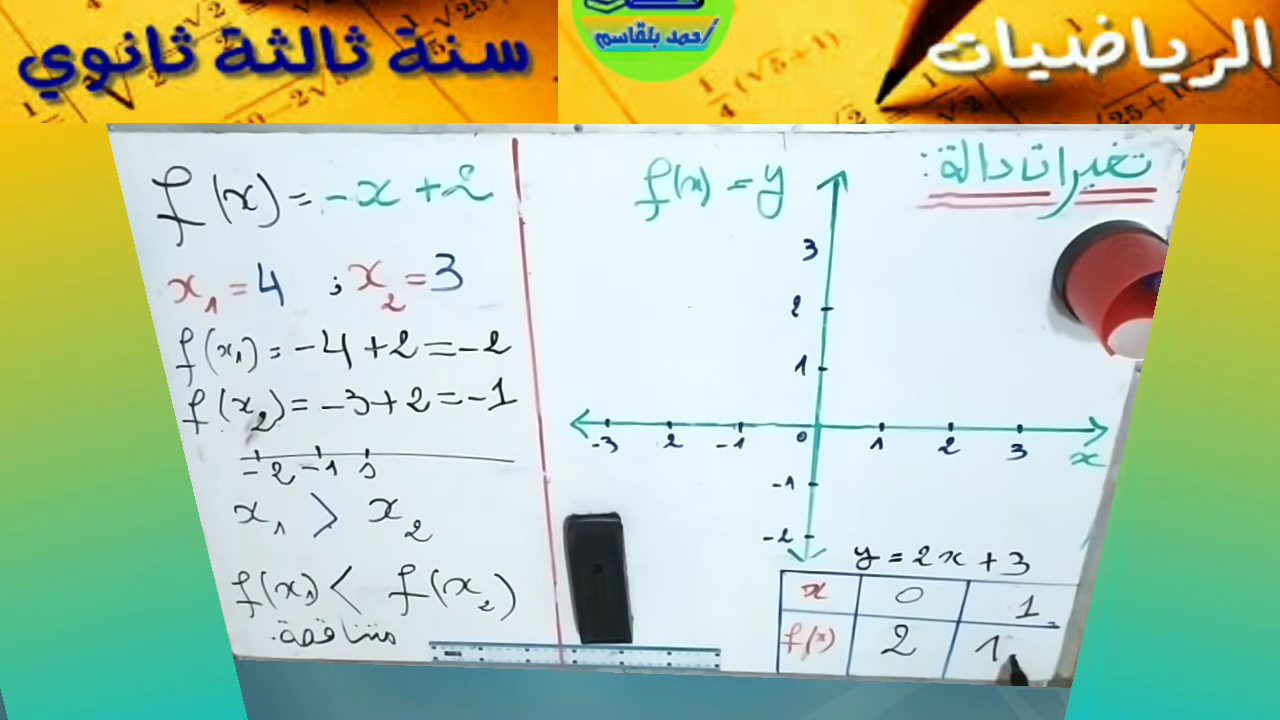 الرياضيات
أحمد بلقاسم
سنة ثالثة ثانوي
تغيرات دالة:
f(x) = -x + 2
x₁ = 4 ; x₂ = 3
f(x₁) = -4 + 2 = -2
f(x₂) = -3 + 2 = -1
-2 -1 0
x₁ > x₂
f(x₁) < f(x₂)
متناقصة.
f(x) = y
3
2
1
-3 2 -1 0 1 2 3
x
-1
-2
y = 2x + 3
x 0 1
f(x) 2 1